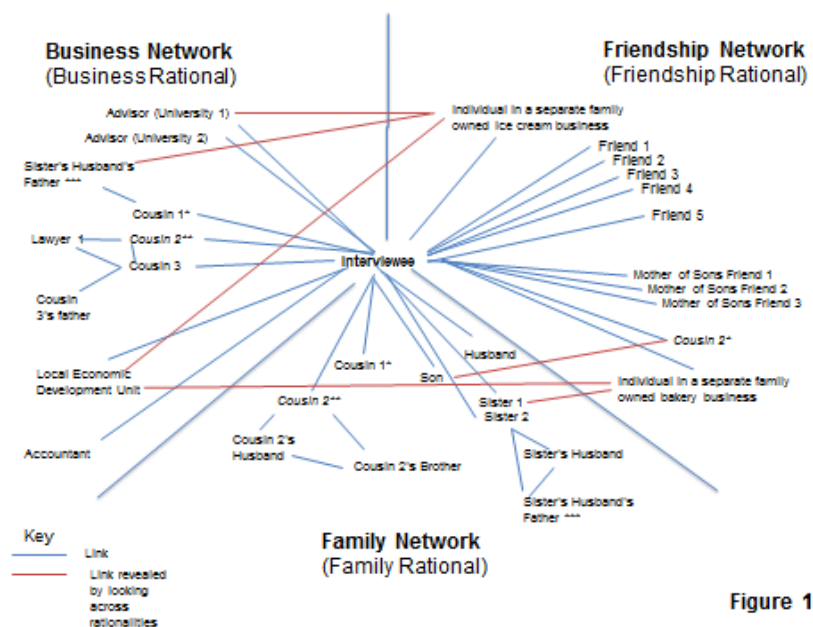 Business Network
(Business Rational)
Friendship Network
(Friendship Rational)
Advisor (University 1)
Advisor (University 2)
Sister's Husband's
Father ***
Cousin 1*
Lawyer 1
Cousin 2**
Cousin 3
Cousin
3's father
Local Economic
Development Unit
Accountant
Interviewee
Individual in a separate family
owned ice cream business
Friend 1
Friend 2
Friend 3
Friend 4
Friend 5
Mother of Sons Friend 1
Mother of Sons Friend 2
Mother of Sons Friend 3
Cousin 2*
Individual in a separate family
owned bakery business
Husband
Cousin 1*
Son
Sister 1
Sister 2
Cousin 2**
Cousin 2's
Husband
Cousin 2's Brother
Sister's Husband
Sister's Husband's
Father ***
Family Network
(Family Rational)
Key
Link
Link revealed
by looking
across
rationalities
Figure 1